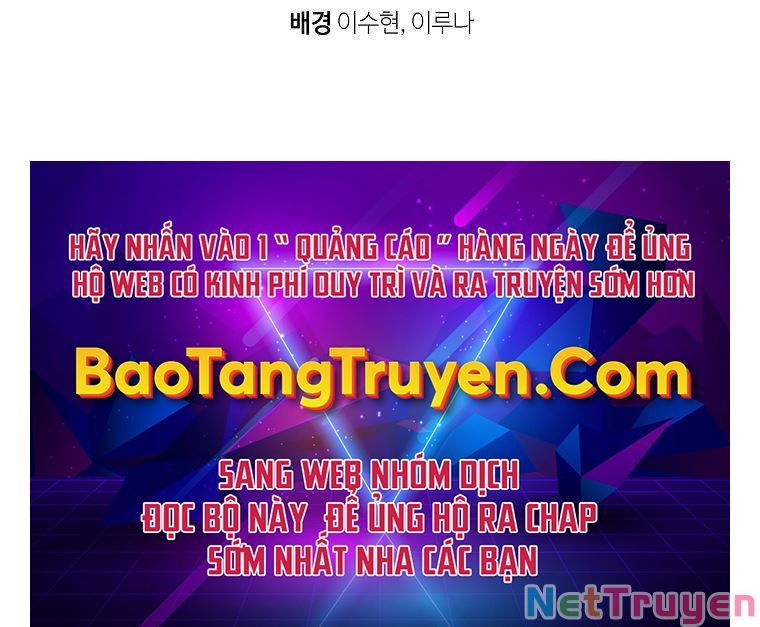 배경 이수현, 이루나
HÃY NHẤN VÀO 1 “ QUẢNG CÁO ” HÀNG NGÀY ĐỂ ỦNG
HỘ WEB CÓ KINH PHÍ DUY TRÌ VÀ RA TRUYỆN SỚM HƠN
BaoTangTruyen.Com
SANG WEB NHÓM DỊCH
ĐỌC BỘ NÀY ĐỂ ỦNG HỘ RA CHAP
SỚM NHẤT NHA CÁC BẠN
NetTruyen